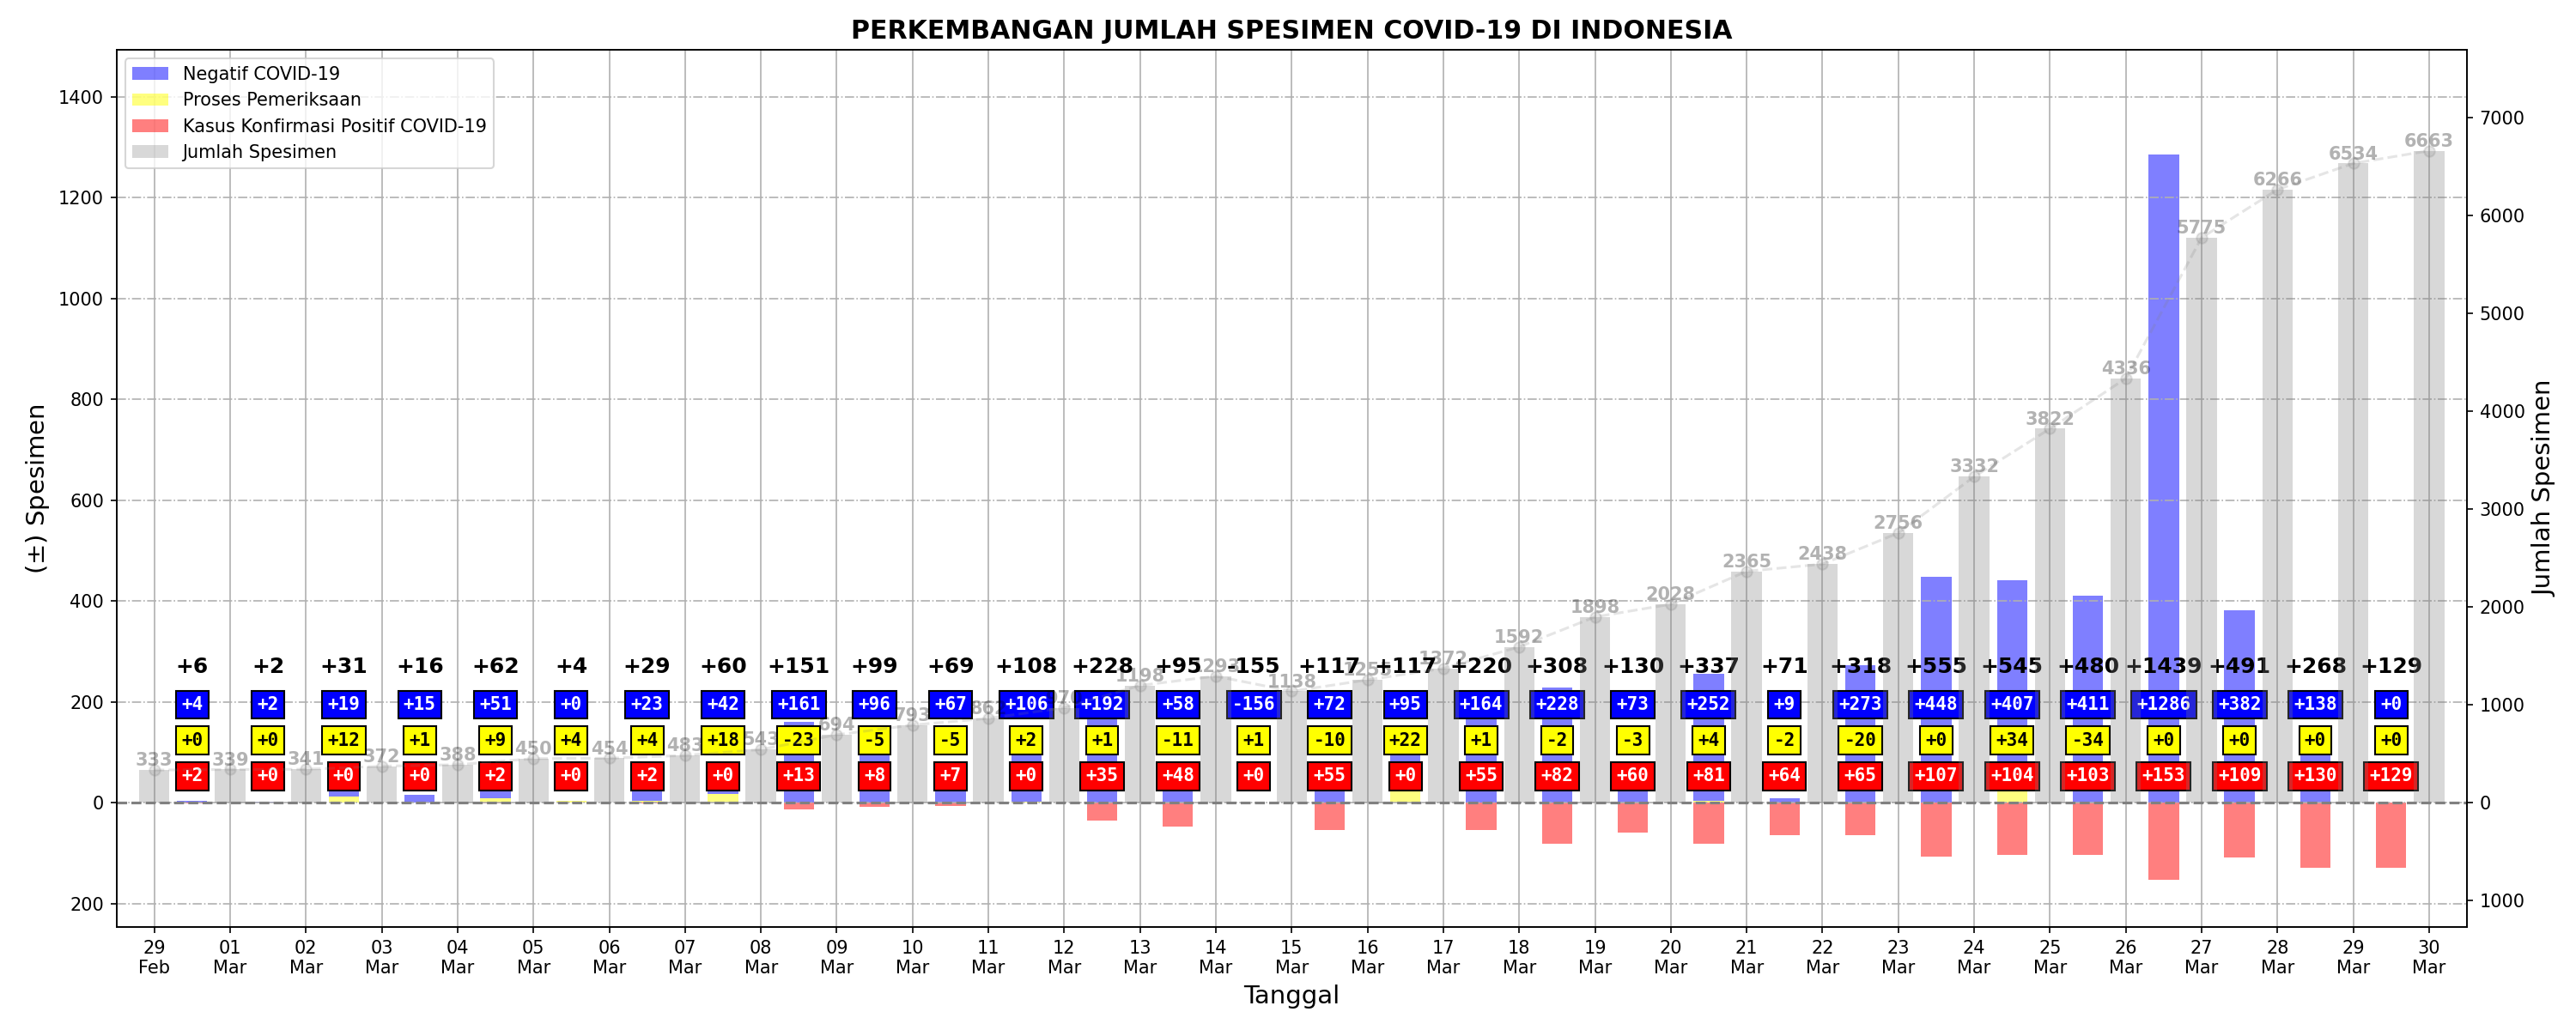 PERKEMBANGAN JUMLAH SPESIMEN COVID-19 DI INDONESIA
Negatif COVID-19
Proses Pemeriksaan
Kasus Konfirmasi Positif COVID-19
Jumlah Spesimen
(±) Spesimen
1400
1200
1000
800
600
400
200
0
200
7000
6000
5000
4000
3000
2000
1000
0
1000
Jumlah Spesimen
333 339 341 372 388 450 454 483 543 694 793 862 1198 1138 1372 1592 1898 2028 2365 2438 2756 3332 3822 4336 5775 6266 6534 6663
+6 +2 +31 +16 +62 +4 +29 +60 +151 +99 +69 +108 +228 +95 -155 +117 +117 +220 +308 +130 +337 +71 +318 +555 +545 +480 +1439 +491 +268 +129
+4 +2 +19 +15 +51 +0 +23 +42 +161 +96 +67 +106 +192 +58 -156 +72 +95 +164 +228 +73 +252 +9 +273 +448 +407 +411 +1286 +382 +138 +0
+0 +0 +12 +1 +9 +4 +4 +18 -23 -5 -5 +2 +1 -11 +1 -10 +22 +1 -2 -3 +4 -2 -20 +0 +34 -34 +0 +0 +0 +0
+2 +0 +0 +0 +2 +0 +2 +0 +13 +8 +7 +0 +35 +48 +0 +55 +0 +55 +82 +60 +81 +64 +65 +107 +104 +103 +153 +109 +130 +129
29 01 02 03 04 05 06 07 08 09 10 11 12 13 14 15 16 17 18 19 20 21 22 23 24 25 26 27 28 29 30
Feb Mar Mar Mar Mar Mar Mar Mar Mar Mar Mar Mar Mar Mar Mar Mar Mar Mar Mar Mar Mar Mar Mar Mar Mar Mar Mar Mar Mar Mar Mar
Tanggal